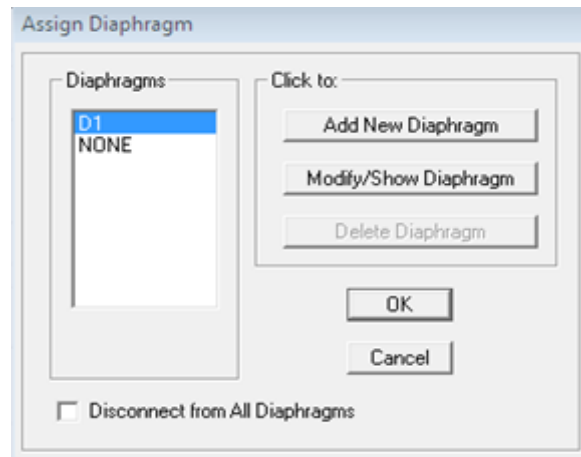 Assign Diaphragm
Diaphragms
D1
NONE
Click to:
Add New Diaphragm
Modify/Show Diaphragm
Delete Diaphragm
OK
Cancel
Disconnect from All Diaphragms